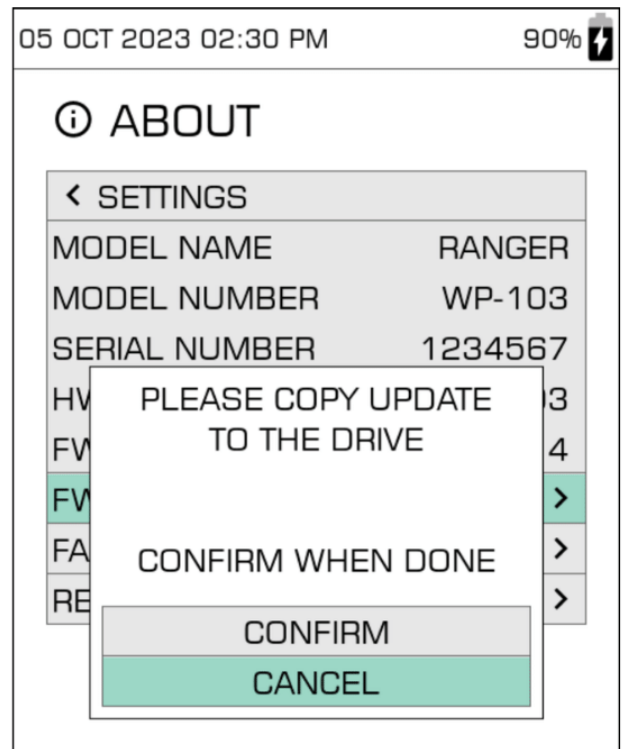 05 OCT 2023 02:30 PM 90%
ABOUT
< SETTINGS
MODEL NAME RANGER
MODEL NUMBER WP-103
SERIAL NUMBER 1234567
PLEASE COPY UPDATE
TO THE DRIVE
CONFIRM WHEN DONE
CONFIRM
CANCEL